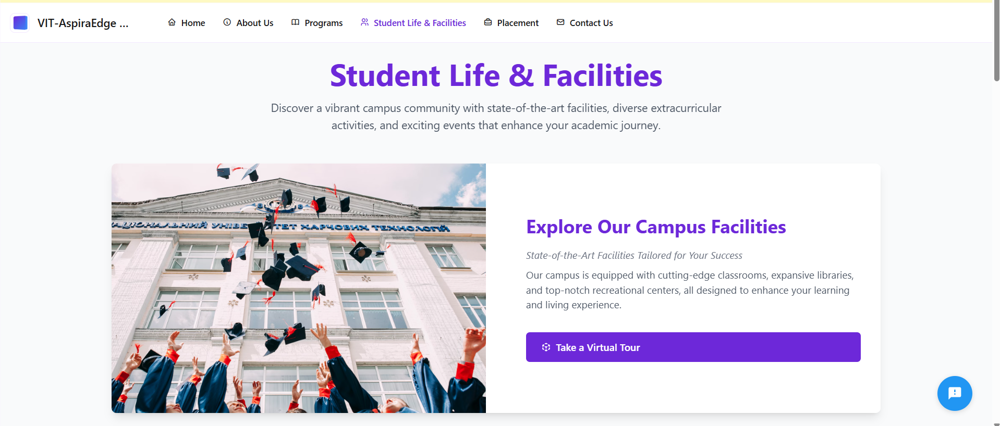 VIT-AspiraEdge ...
Home
About Us
Programs
Student Life & Facilities
Placement
Contact Us
Student Life & Facilities
Discover a vibrant campus community with state-of-the-art facilities, diverse extracurricular
activities, and exciting events that enhance your academic journey.
АЦІОНАЛЬНИЙ УНІВЕ ТЕТ ХАРЧОВИХ ТЕХНОЛОГІЙ
Explore Our Campus Facilities
State-of-the-Art Facilities Tailored for Your Success
Our campus is equipped with cutting-edge classrooms, expansive libraries,
and top-notch recreational centers, all designed to enhance your learning
and living experience.
Take a Virtual Tour